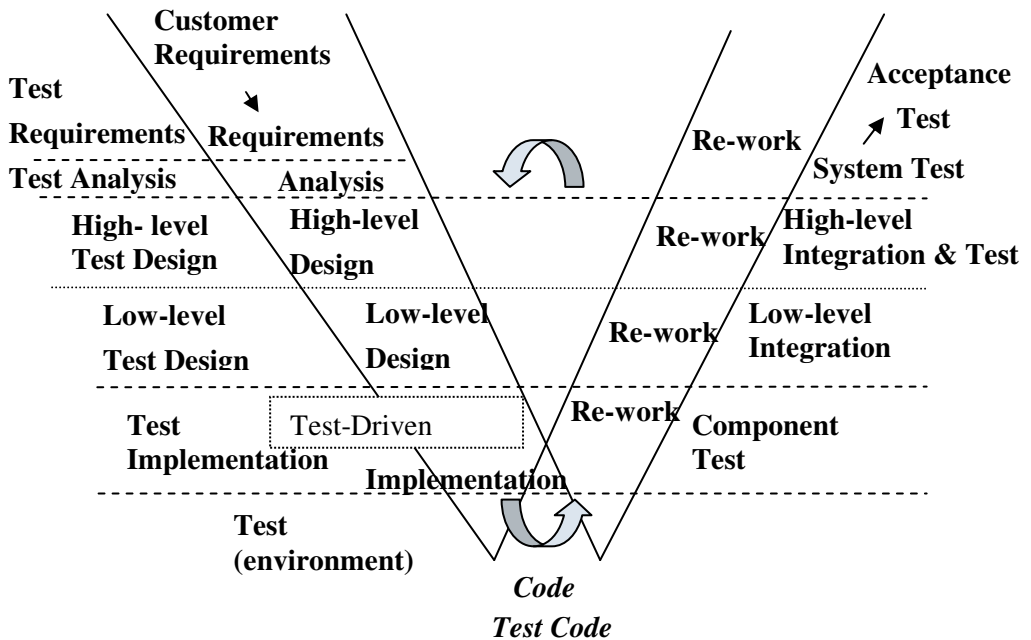 Customer
Requirements
Test
Requirements
Requirements
Re-work
Acceptance
Test
System Test
Test Analysis
Analysis
High- level
Test Design
High-level
Design
Re-work
High-level
Integration & Test
Low-level
Test Design
Low-level
Design
Re-work
Low-level
Integration
Test
Implementation
Test-Driven
Implementation
Re-work
Component
Test
Test
(environment)
Code
Test Code